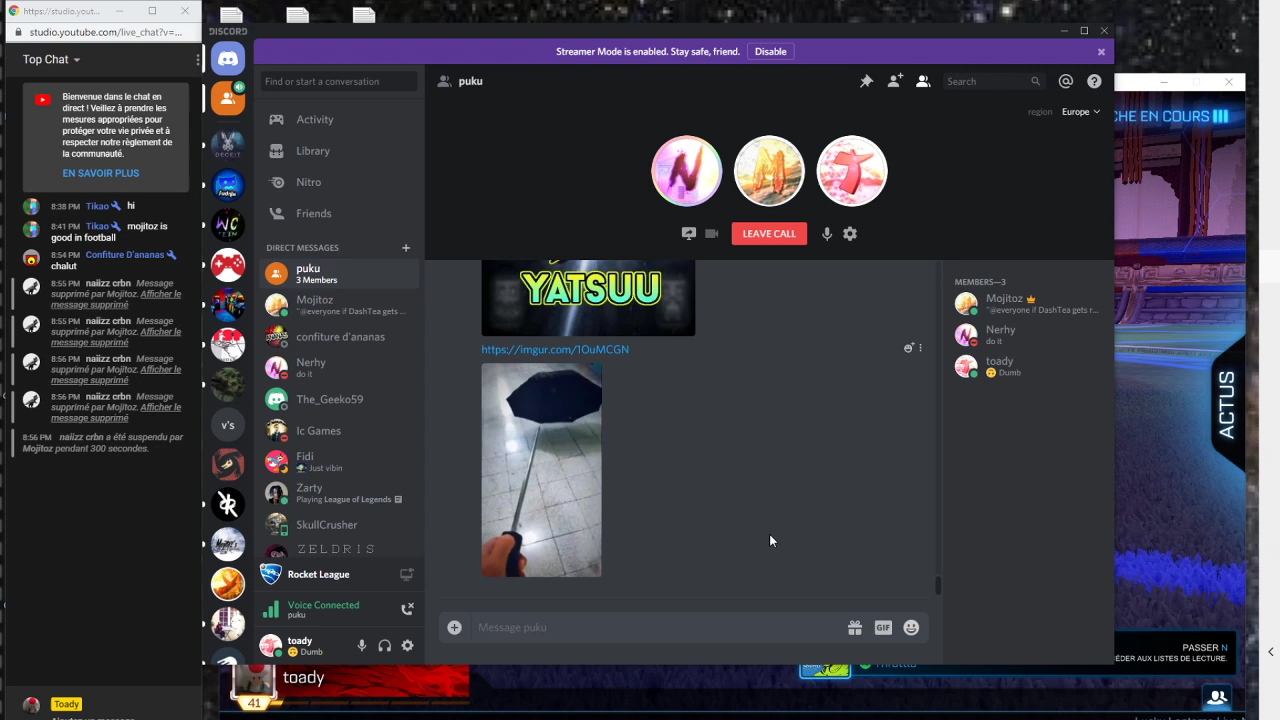 https://studio.yout...
studio.youtube.com/live_chat?v=...
Top Chat
Bienvenue dans le chat en
direct ! Veillez à prendre les
mesures appropriées pour
protéger votre vie privée et à
respecter notre règlement de
la communauté.
EN SAVOIR PLUS
8:38 PM Tikao hi
8:41 PM Tikao mojitoz is
good in football
8:54 PM Confiture D'ananas
chalut
8:55 PM naiizz crbn Message
supprimé par Mojitoz. Afficher le
message supprimé
8:55 PM naiizz crbn Message
supprimé par Mojitoz. Afficher le
message supprimé
8:56 PM naiizz crbn Message
supprimé par Mojitoz. Afficher le
message supprimé
8:56 PM naiizz crbn Message
supprimé par Mojitoz. Afficher le
message supprimé
8:56 PM naiizz crbn a été suspendu par
Mojitoz pendant 300 secondes.
Toady
DISCORD
Streamer Mode is enabled. Stay safe, friend. Disable
Find or start a conversation
Activity
Library
Nitro
Friends
DIRECT MESSAGES
puku
3 Members
Mojitoz
"@everyone if DashTea gets ...
confiture d'ananas
Nerhy
do it
The_Geeko59
Ic Games
Fidi
Just vibin
Zarty
Playing League of Legends
SkullCrusher
ZELDRIS
Rocket League
Voice Connected
puku
toady
Dumb
WC
v's
puku
Search
region Europe
N
M
T
LEAVE CALL
YATSUU
https://imgur.com/1OuMCGN
Message puku
GIF
MEMBERS—3
Mojitoz
"@everyone if DashTea gets r...
Nerhy
do it
toady
Dumb
CHE EN COURS
ACTUS
PASSER N
ÉDER AUX LISTES DE LECTURE.
toady
41